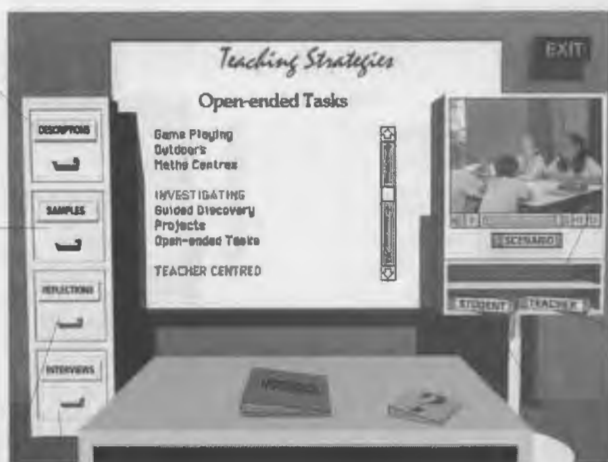 Teaching Strategies
EXIT
Open-ended Tasks
DESCRIPTIONS
SAMPLES
REFLECTIONS
INTERVIEWS
Game Playing
Outdoors
Maths Centres
INVESTIGATING
Guided Discovery
Projects
Open-ended Tasks
TEACHER CENTRED
SCENARIO
STUDENT
TEACHER
?